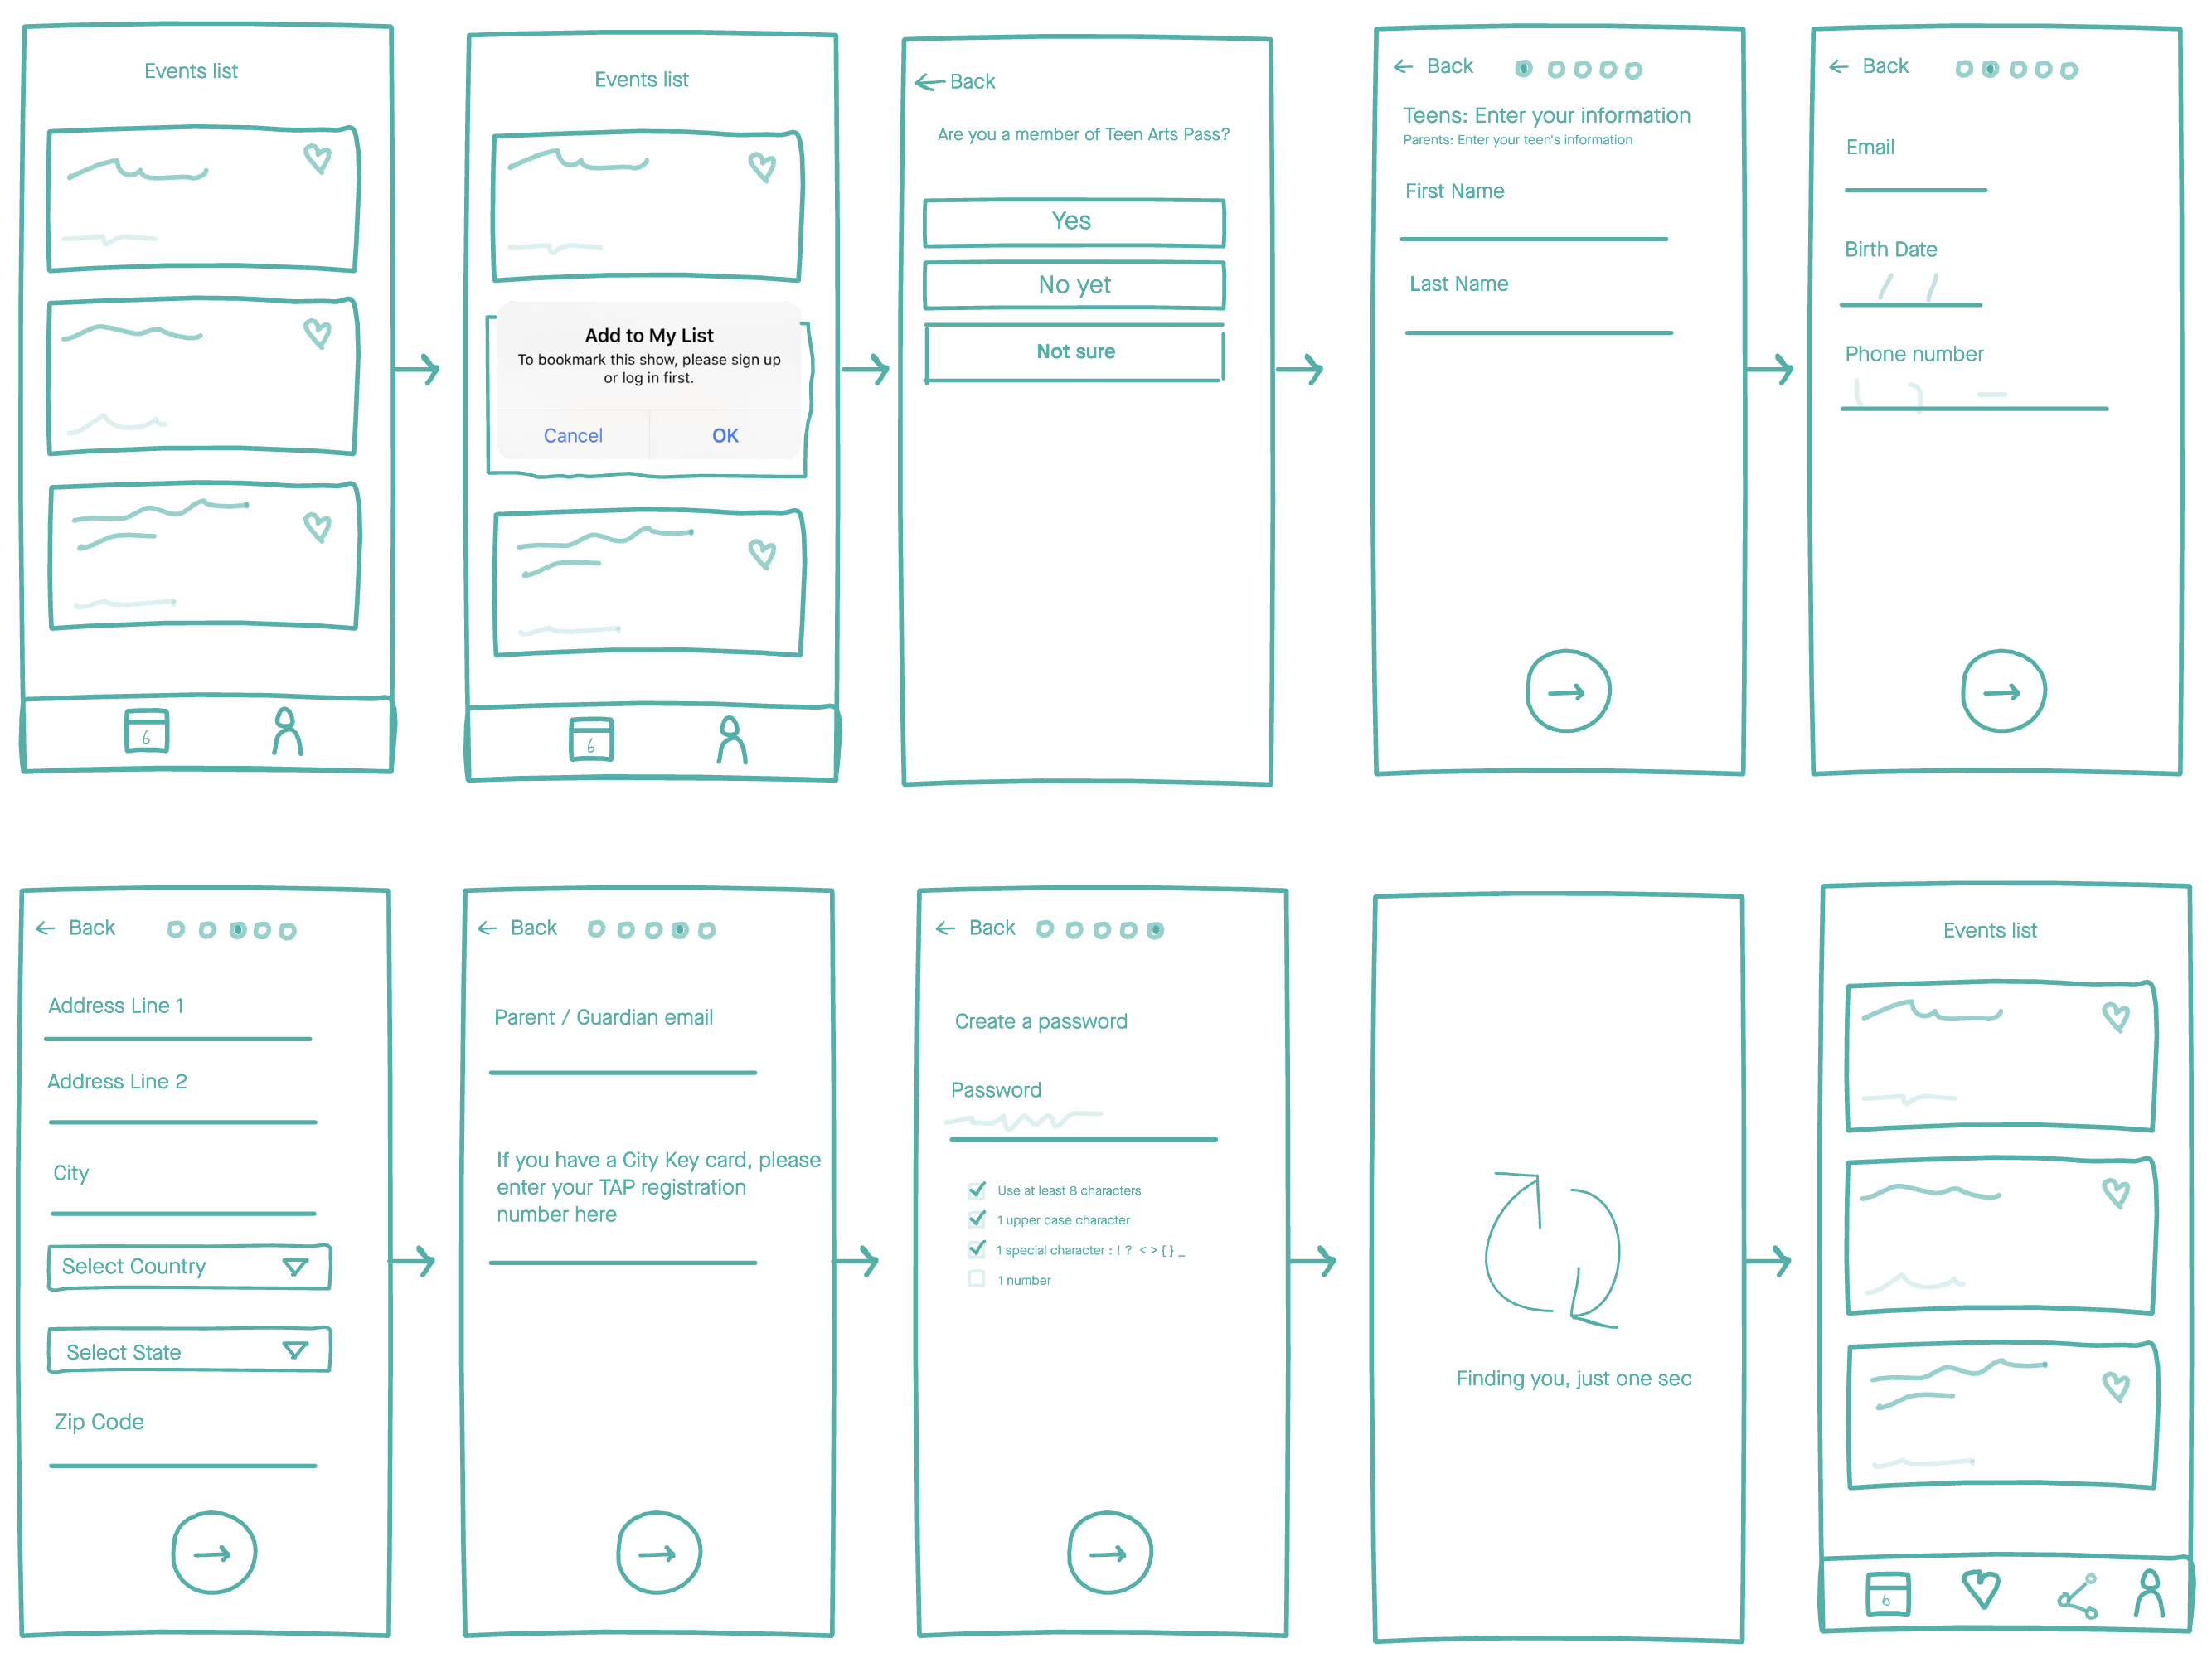 Events list
6
Events list
Add to My List
To bookmark this show, please sign up
or log in first.
Cancel
OK
6
Back
Are you a member of Teen Arts Pass?
Yes
No yet
Not sure
Back
Teens: Enter your information
Parents: Enter your teen's information
First Name
Last Name
Back
Email
Birth Date
/ /
Phone number
( ) –
Back
Address Line 1
Address Line 2
City
Select Country
Select State
Zip Code
Back
Parent / Guardian email
If you have a City Key card, please
enter your TAP registration
number here
Back
Create a password
Password
Use at least 8 characters
1 upper case character
1 special character : ! ? < > { } _
1 number
Finding you, just one sec
Events list
6